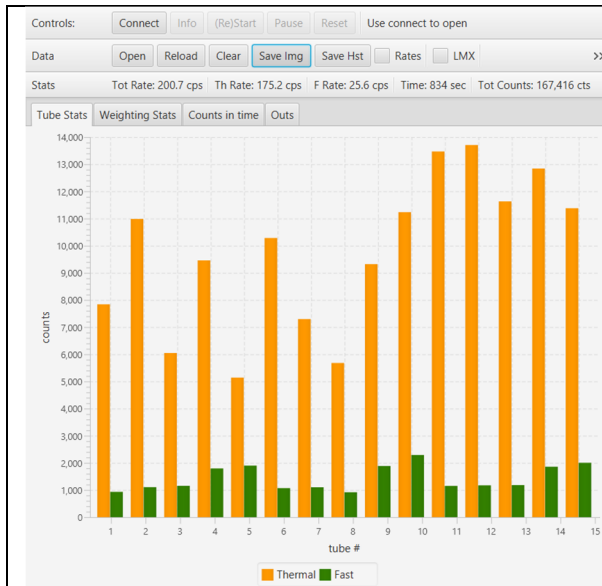 Controls: Connect Info (Re)Start Pause Reset Use connect to open
Data Open Reload Clear Save Img Save Hst Rates LMX >>
Stats Tot Rate: 200.7 cps Th Rate: 175.2 cps F Rate: 25.6 cps Time: 834 sec Tot Counts: 167,416 cts
Tube Stats Weighting Stats Counts in time Outs
14,000
13,000
12,000
11,000
10,000
9,000
8,000
7,000
6,000
5,000
4,000
3,000
2,000
1,000
0
counts
1 2 3 4 5 6 7 8 9 10 11 12 13 14 15
tube #
Thermal Fast